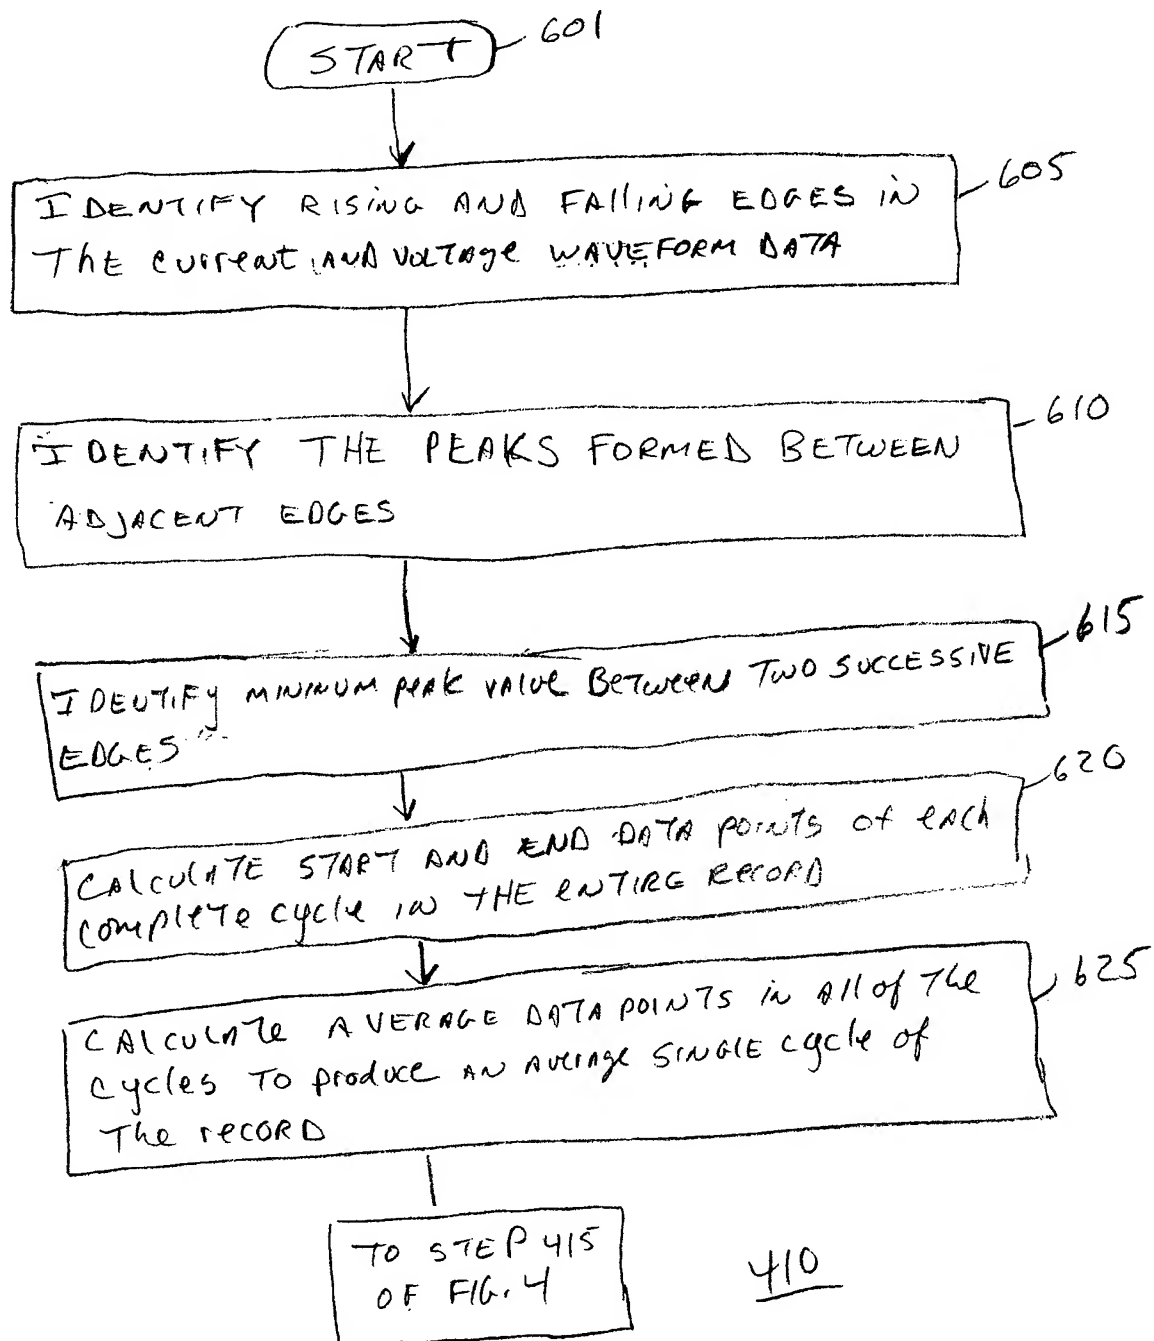 START
601
IDENTIFY RISING AND FALLING EDGES IN
605
THE CURRENT AND VOLTAGE WAVEFORM DATA
IDENTIFY THE PEAKS FORMED BETWEEN
610
ADJACENT EDGES
IDENTIFY MINIMUM PEAK VALUE BETWEEN TWO SUCCESSIVE
615
EDGES
CALCULATE START AND END DATA POINTS OF EACH
620
COMPLETE CYCLE IN THE ENTIRE RECORD
CALCULATE AVERAGE DATA POINTS IN ALL OF THE
625
CYCLES TO PRODUCE AN AVERAGE SINGLE CYCLE OF
THE RECORD
TO STEP 415
OF FIG. 4
410